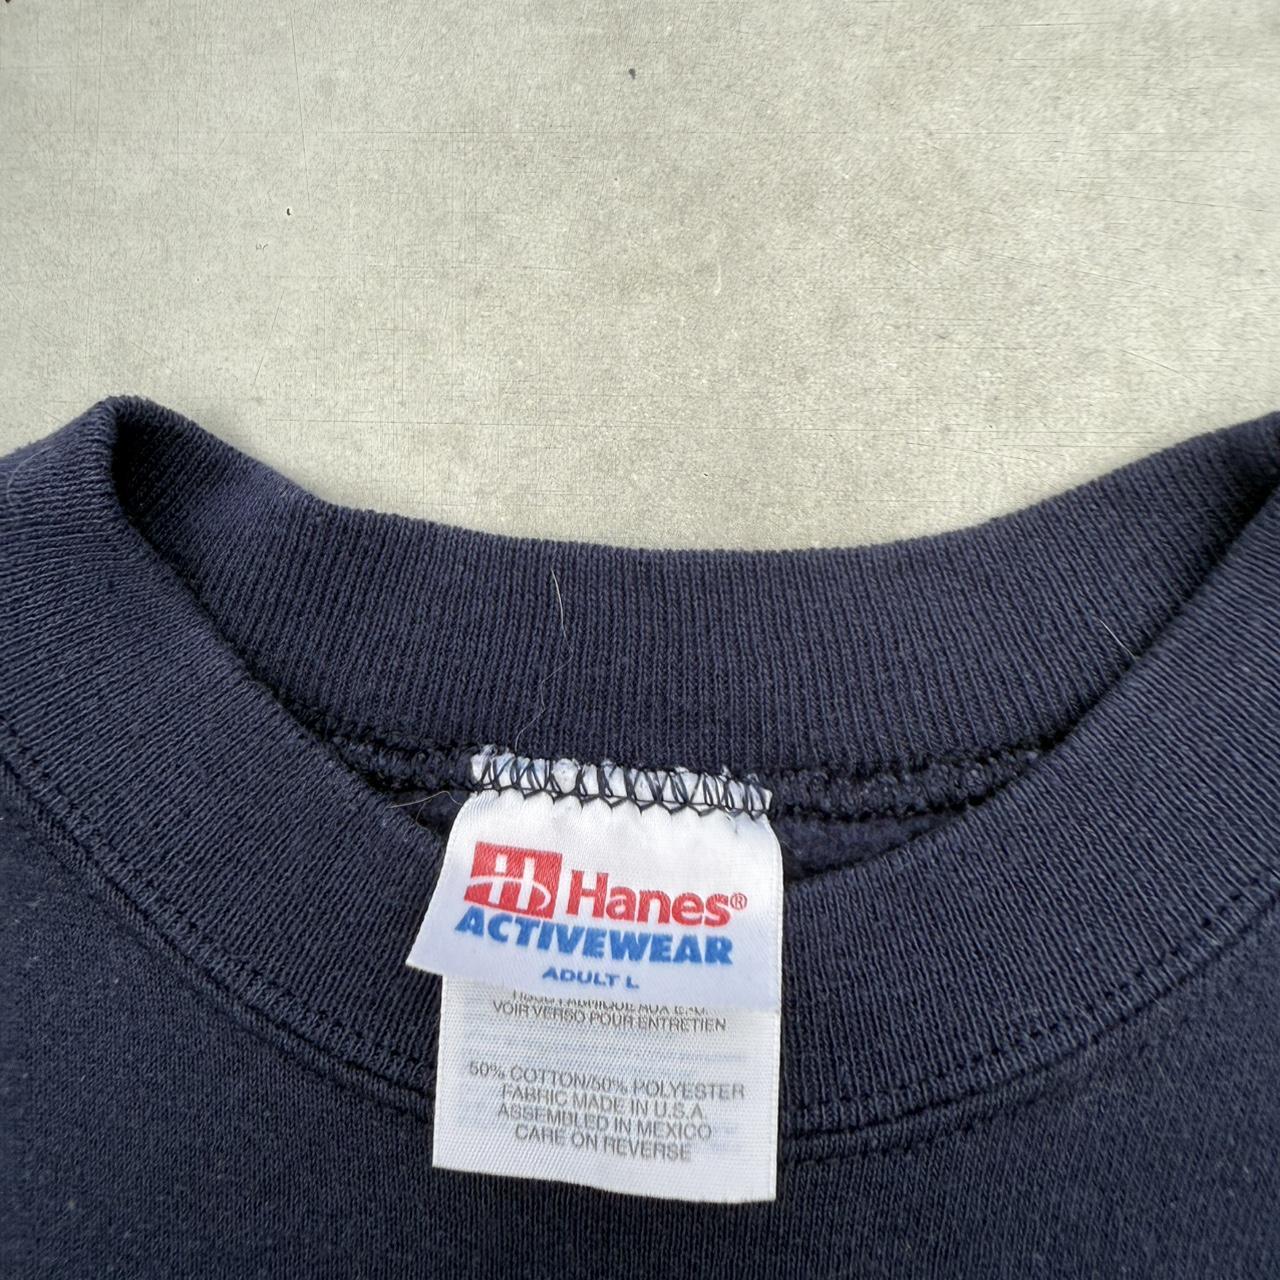 Hanes®
ACTIVEWEAR
ADULT L
VOIR VERSO POUR ENTRETIEN
50% COTTON/50% POLYESTER
FABRIC MADE IN U.S.A.
ASSEMBLED IN MEXICO
CARE ON REVERSE